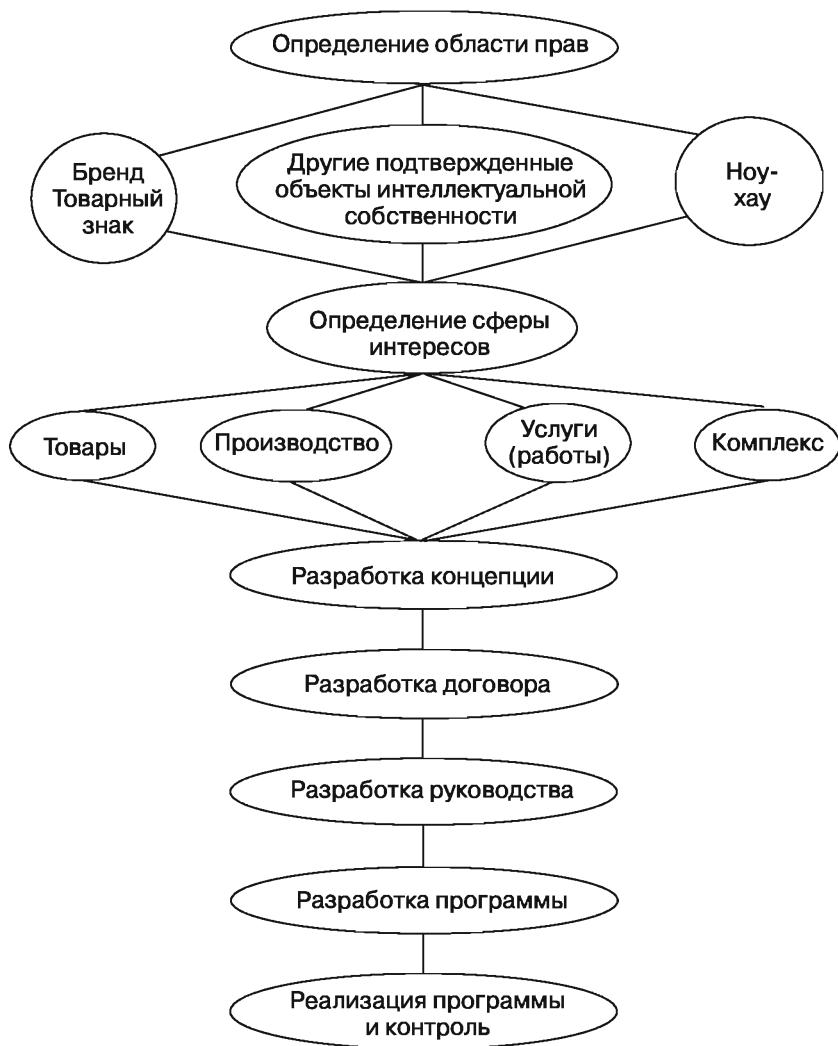 Определение области прав
Бренд
Товарный
знак
Другие подтвержденные
объекты интеллектуальной
собственности
Ноу-
хау
Определение сферы
интересов
Товары
Производство
Услуги
(работы)
Комплекс
Разработка концепции
Разработка договора
Разработка руководства
Разработка программы
Реализация программы
и контроль